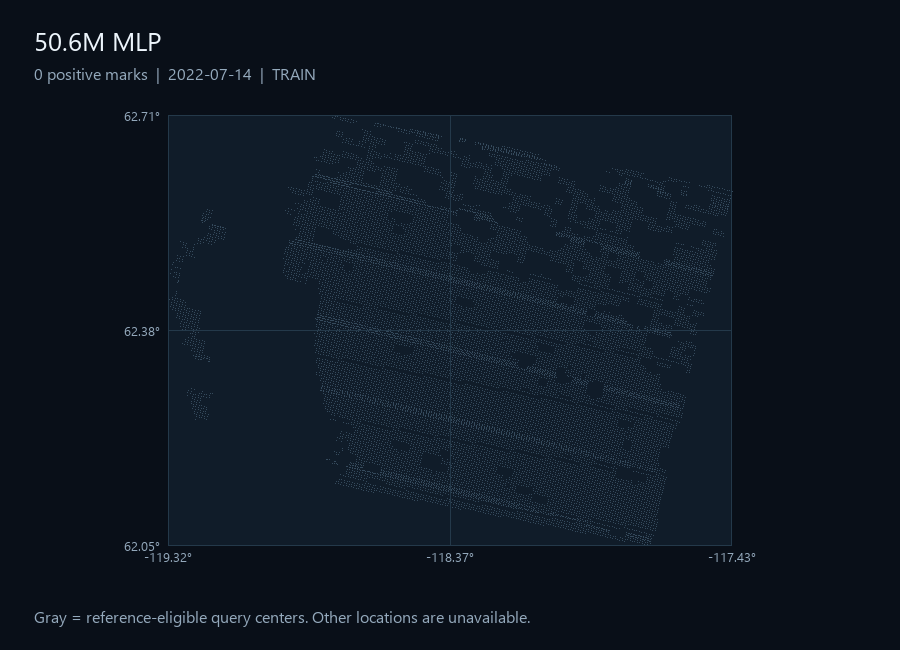 50.6M MLP
0 positive marks | 2022-07-14 | TRAIN
62.71°
62.38°
62.05°
-119.32°
-118.37°
-117.43°
Gray = reference-eligible query centers. Other locations are unavailable.